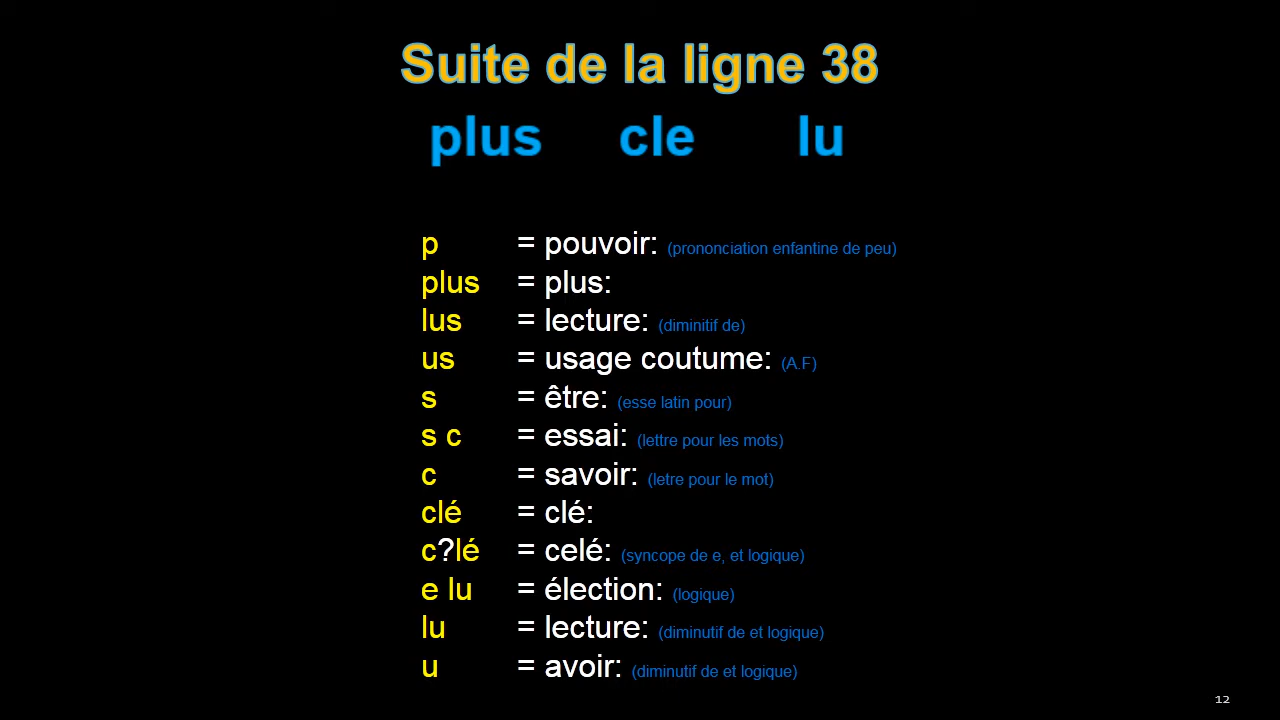 Suite de la ligne 38
plus cle lu
p = pouvoir: (prononciation enfantine de peu)
plus = plus:
lus = lecture: (diminitif de)
us = usage coutume: (A.F)
s = être: (esse latin pour)
s c = essai: (lettre pour les mots)
c = savoir: (letre pour le mot)
clé = clé:
c?lé = celé: (syncope de e, et logique)
e lu = élection: (logique)
lu = lecture: (diminutif de et logique)
u = avoir: (diminutif de et logique)
12